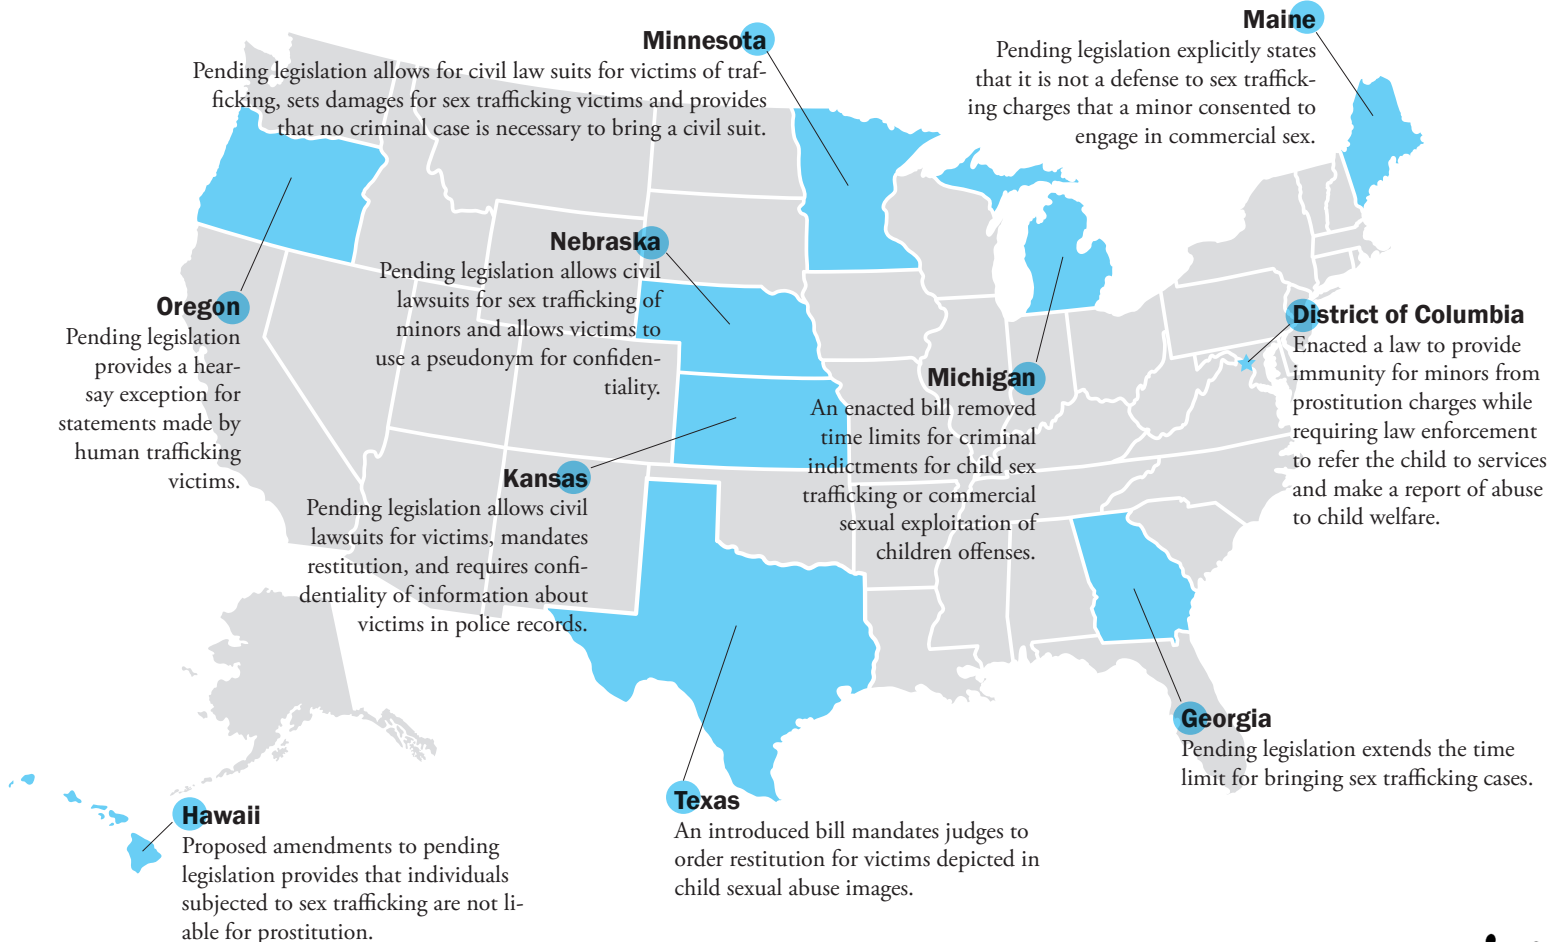 Minnesota
Pending legislation allows for civil law suits for victims of traf-
ficking, sets damages for sex trafficking victims and provides
that no criminal case is necessary to bring a civil suit.
Maine
Pending legislation explicitly states
that it is not a defense to sex traffick-
ing charges that a minor consented to
engage in commercial sex.
Nebraska
Pending legislation allows civil
lawsuits for sex trafficking of
minors and allows victims to
use a pseudonym for confiden-
tiality.
Oregon
Pending legislation
provides a hear-
say exception for
statements made by
human trafficking
victims.
District of Columbia
Enacted a law to provide
immunity for minors from
prostitution charges while
requiring law enforcement
to refer the child to services
and make a report of abuse
to child welfare.
Michigan
An enacted bill removed
time limits for criminal
indictments for child sex
trafficking or commercial
sexual exploitation of
children offenses.
Kansas
Pending legislation allows civil
lawsuits for victims, mandates
restitution, and requires confi-
dentiality of information about
victims in police records.
Georgia
Pending legislation extends the time
limit for bringing sex trafficking cases.
Texas
An introduced bill mandates judges to
order restitution for victims depicted in
child sexual abuse images.
Hawaii
Proposed amendments to pending
legislation provides that individuals
subjected to sex trafficking are not li-
able for prostitution.